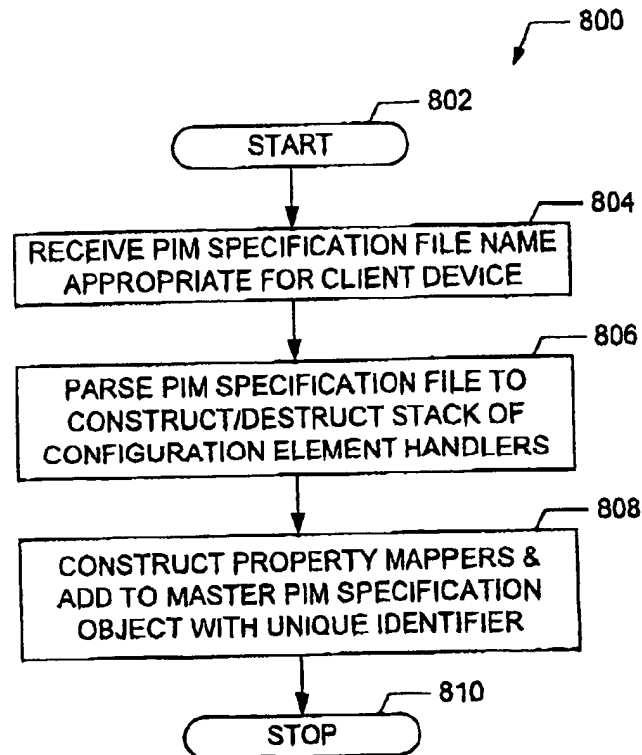 800
802
START
804
RECEIVE PIM SPECIFICATION FILE NAME
APPROPRIATE FOR CLIENT DEVICE
806
PARSE PIM SPECIFICATION FILE TO
CONSTRUCT/DESTRUCT STACK OF
CONFIGURATION ELEMENT HANDLERS
808
CONSTRUCT PROPERTY MAPPERS &
ADD TO MASTER PIM SPECIFICATION
OBJECT WITH UNIQUE IDENTIFIER
810
STOP